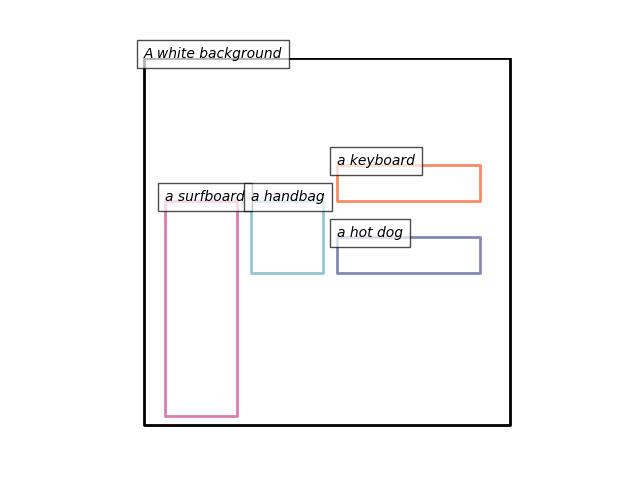 A white background
a keyboard
a surfboard
a handbag
a hot dog